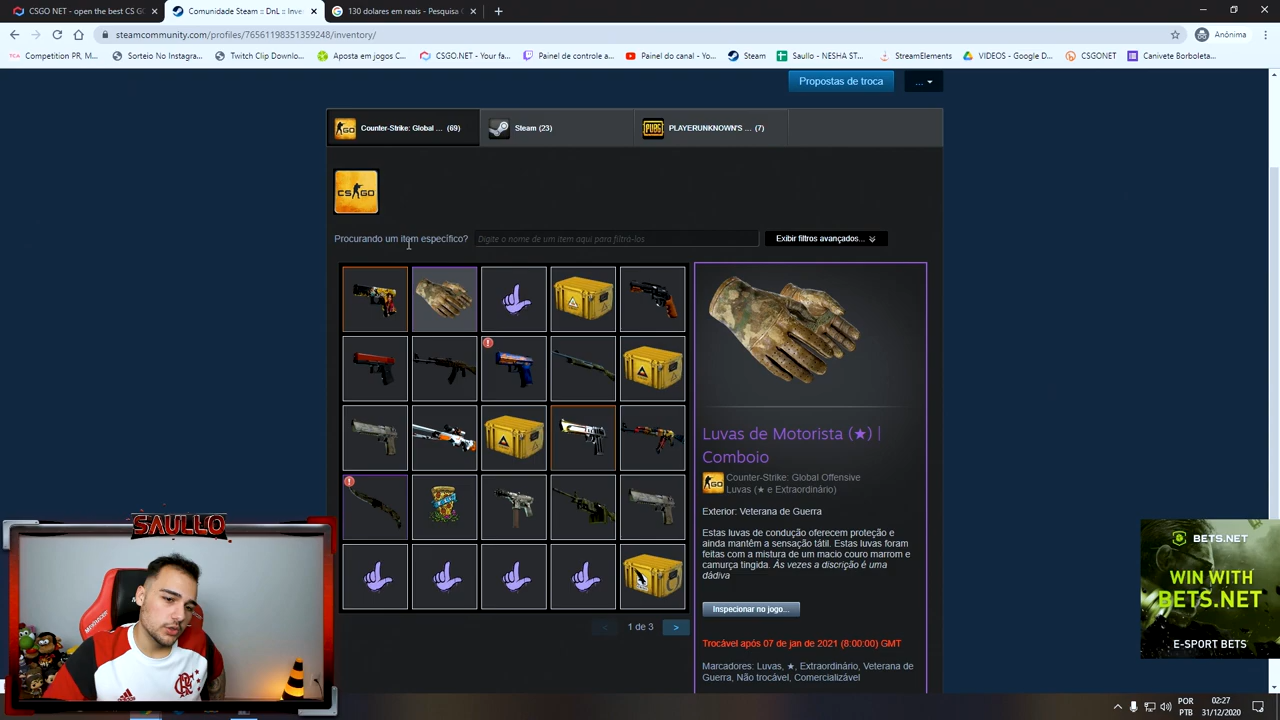 CSGO NET - open the best CS G
Comunidade Steam :: DnL :: Inve
130 dolares em reais - Pesquisa G
steamcommunity.com/profiles/76561198351359248/inventory/
Anônima
Competition PR, M...
Sorteio No Instagra...
Twitch Clip Downlo...
Aposta em jogos C...
CSGO.NET - Your fa...
Painel de controle a...
Painel do canal - Yo...
Steam
Saullo - NESHA ST...
StreamElements
VIDEOS - Google D...
CSGONET
Canivete Borboleta...
Propostas de troca
...
Counter-Strike: Global ... (69)
Steam (23)
PLAYERUNKNOWN'S ... (7)
CS GO
Procurando um item específico?
Digite o nome de um item aqui para filtrá-los
Exibir filtros avançados...
Luvas de Motorista (★) |
Comboio
Counter-Strike: Global Offensive
Luvas (★ e Extraordinário)
Exterior: Veterana de Guerra
Estas luvas de condução oferecem proteção e
ainda mantêm a sensação tátil. Estas luvas foram
feitas com a mistura de um macio couro marrom e
camurça tingida. Às vezes a discrição é uma
dádiva
Inspecionar no jogo...
< 1 de 3 >
Trocável após 07 de jan de 2021 (8:00:00) GMT
Marcadores: Luvas, ★, Extraordinário, Veterana de
Guerra, Não trocável, Comercializável
SAULLO
BETS.NET
WIN WITH
BETS.NET
E-SPORT BETS
POR
PTB
02:27
31/12/2020